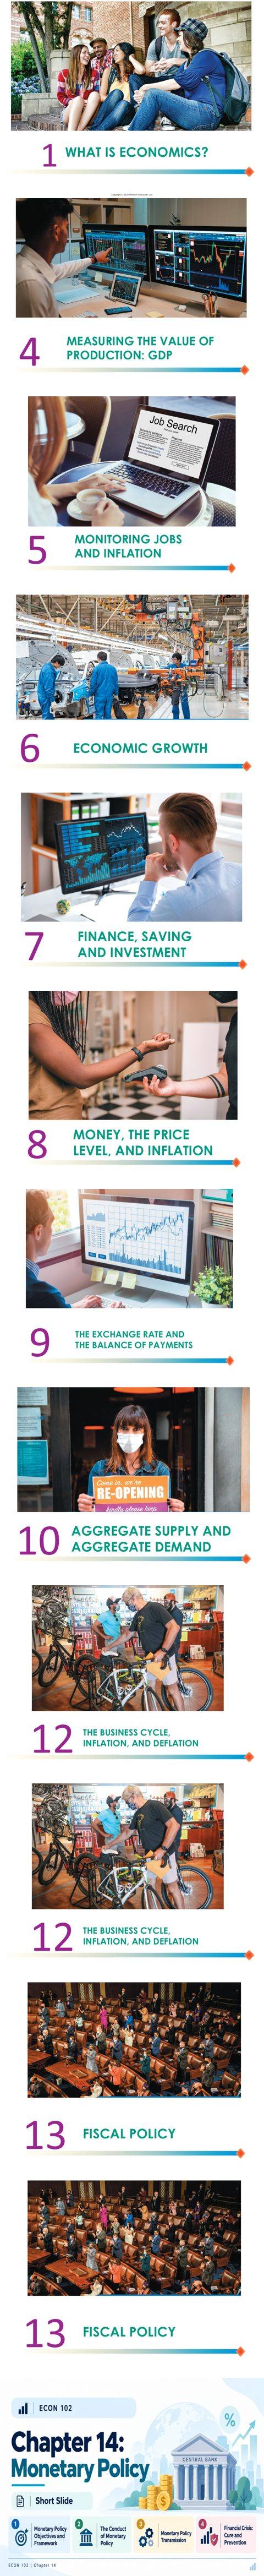 1 WHAT IS ECONOMICS?
4 MEASURING THE VALUE OF
PRODUCTION: GDP
Job Search
5 MONITORING JOBS
AND INFLATION
6 ECONOMIC GROWTH
7 FINANCE, SAVING
AND INVESTMENT
8 MONEY, THE PRICE
LEVEL, AND INFLATION
9 THE EXCHANGE RATE AND
THE BALANCE OF PAYMENTS
Come in, we're
RE-OPENING
kindly please keep
10 AGGREGATE SUPPLY AND
AGGREGATE DEMAND
12 THE BUSINESS CYCLE,
INFLATION, AND DEFLATION
12 THE BUSINESS CYCLE,
INFLATION, AND DEFLATION
13 FISCAL POLICY
13 FISCAL POLICY
ECON 102
%
Chapter 14:
Monetary Policy
CENTRAL BANK
$
Short Slide
1 Monetary Policy
Objectives and
Framework
2 The Conduct
of Monetary
Policy
3 Monetary Policy
Transmission
4 Financial Crisis:
Cure and
Prevention
ECON 102 | Chapter 14